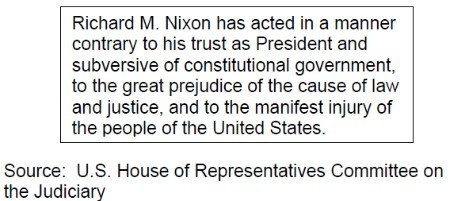 Richard M. Nixon has acted in a manner
contrary to his trust as President and
subversive of constitutional government,
to the great prejudice of the cause of law
and justice, and to the manifest injury of
the people of the United States.
Source:  U.S. House of Representatives Committee on
the Judiciary